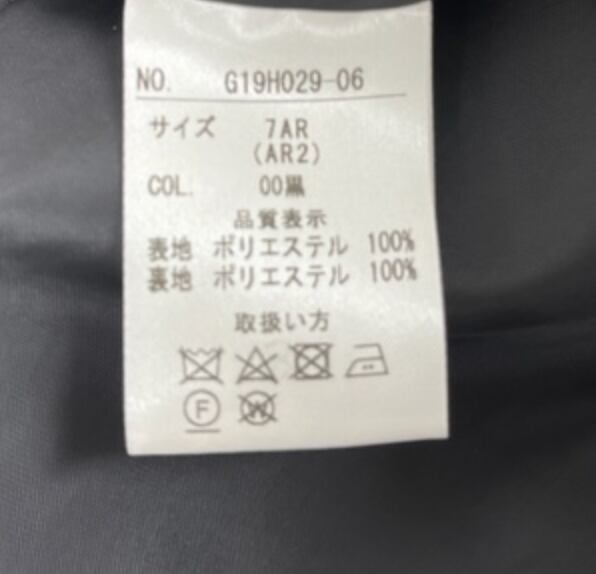 NO. G19H029-06
サイズ 7AR
(AR2)
COL. 00黒
品質表示
表地 ポリエステル 100%
裏地 ポリエステル 100%
取扱い方
F
W